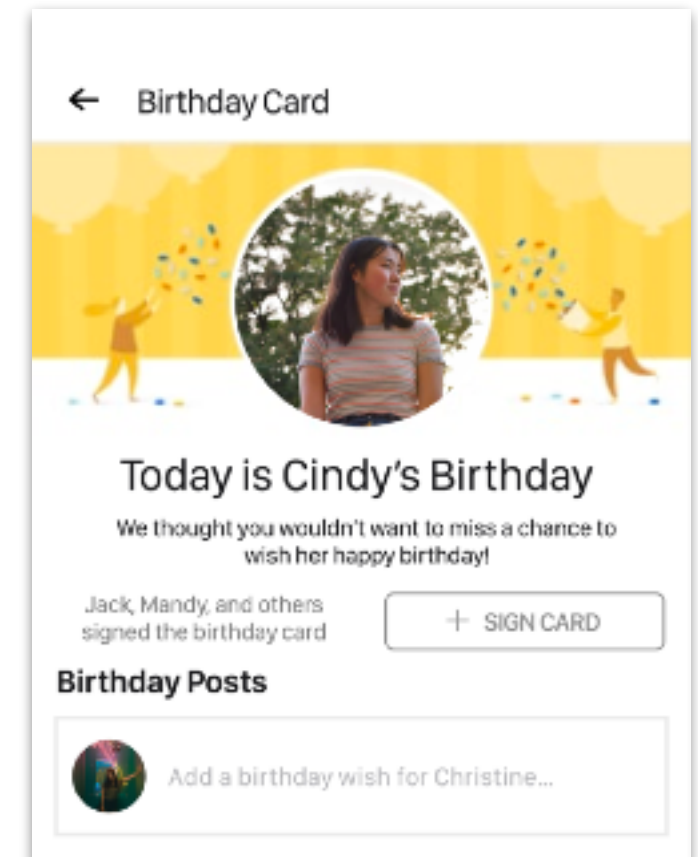 Birthday Card
Today is Cindy's Birthday
We thought you wouldn't want to miss a chance to
wish her happy birthday!
Jack, Mandy, and others
signed the birthday card
+ SIGN CARD
Birthday Posts
Add a birthday wish for Christine...